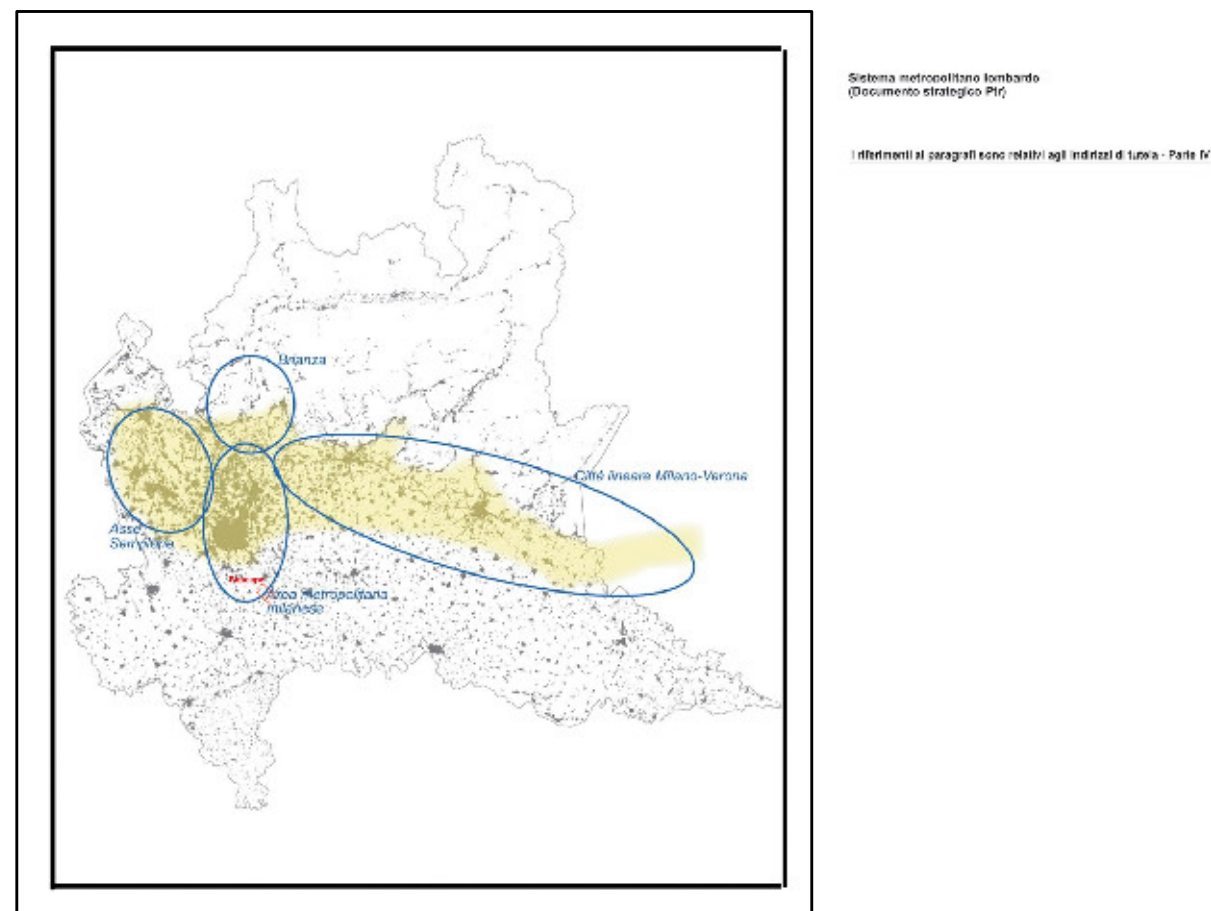 Sistema metropolitano lombardo
(Documento strategico Ptr)
I riferimenti ai paragrafi sono relativi agli indirizzi di tutela - Parte IV
Brianza
Città lineare Milano-Verona
Asse
Sempione
Area metropolitana
milanese